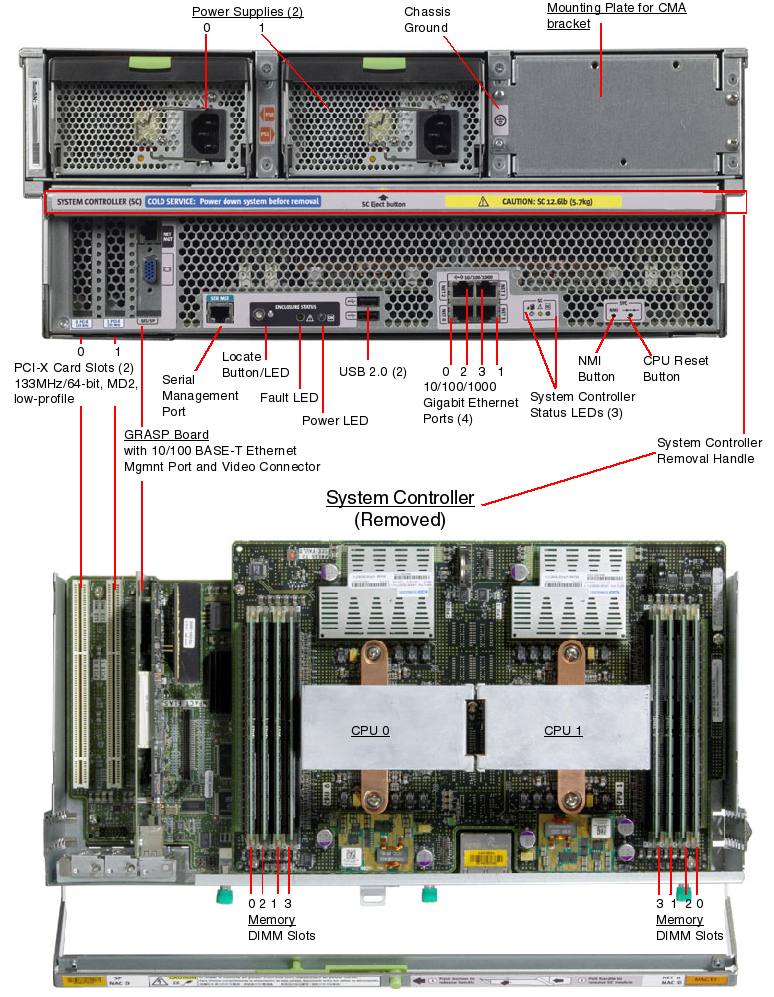 Power Supplies (2)
0 1
Chassis
Ground
Mounting Plate for CMA
bracket
SYSTEM CONTROLLER (SC) COLD SERVICE: Power down system before removal
SC Eject button
CAUTION: SC 12.6lb (5.7kg)
NET
MGT
SER MGT
ENCLOSURE STATUS
10/100/1000
NMI
0 1
PCI-X Card Slots (2)
133MHz/64-bit, MD2,
low-profile
Serial
Management
Port
Locate
Button/LED
Fault LED
Power LED
USB 2.0 (2)
0 2 3 1
10/100/1000
Gigabit Ethernet
Ports (4)
System Controller
Status LEDs (3)
NMI
Button
CPU Reset
Button
GRASP Board
with 10/100 BASE-T Ethernet
Mgmnt Port and Video Connector
System Controller
Removal Handle
System Controller
(Removed)
CPU 0
CPU 1
0 2 1 3
Memory
DIMM Slots
3 1 2 0
Memory
DIMM Slots
CAUTION